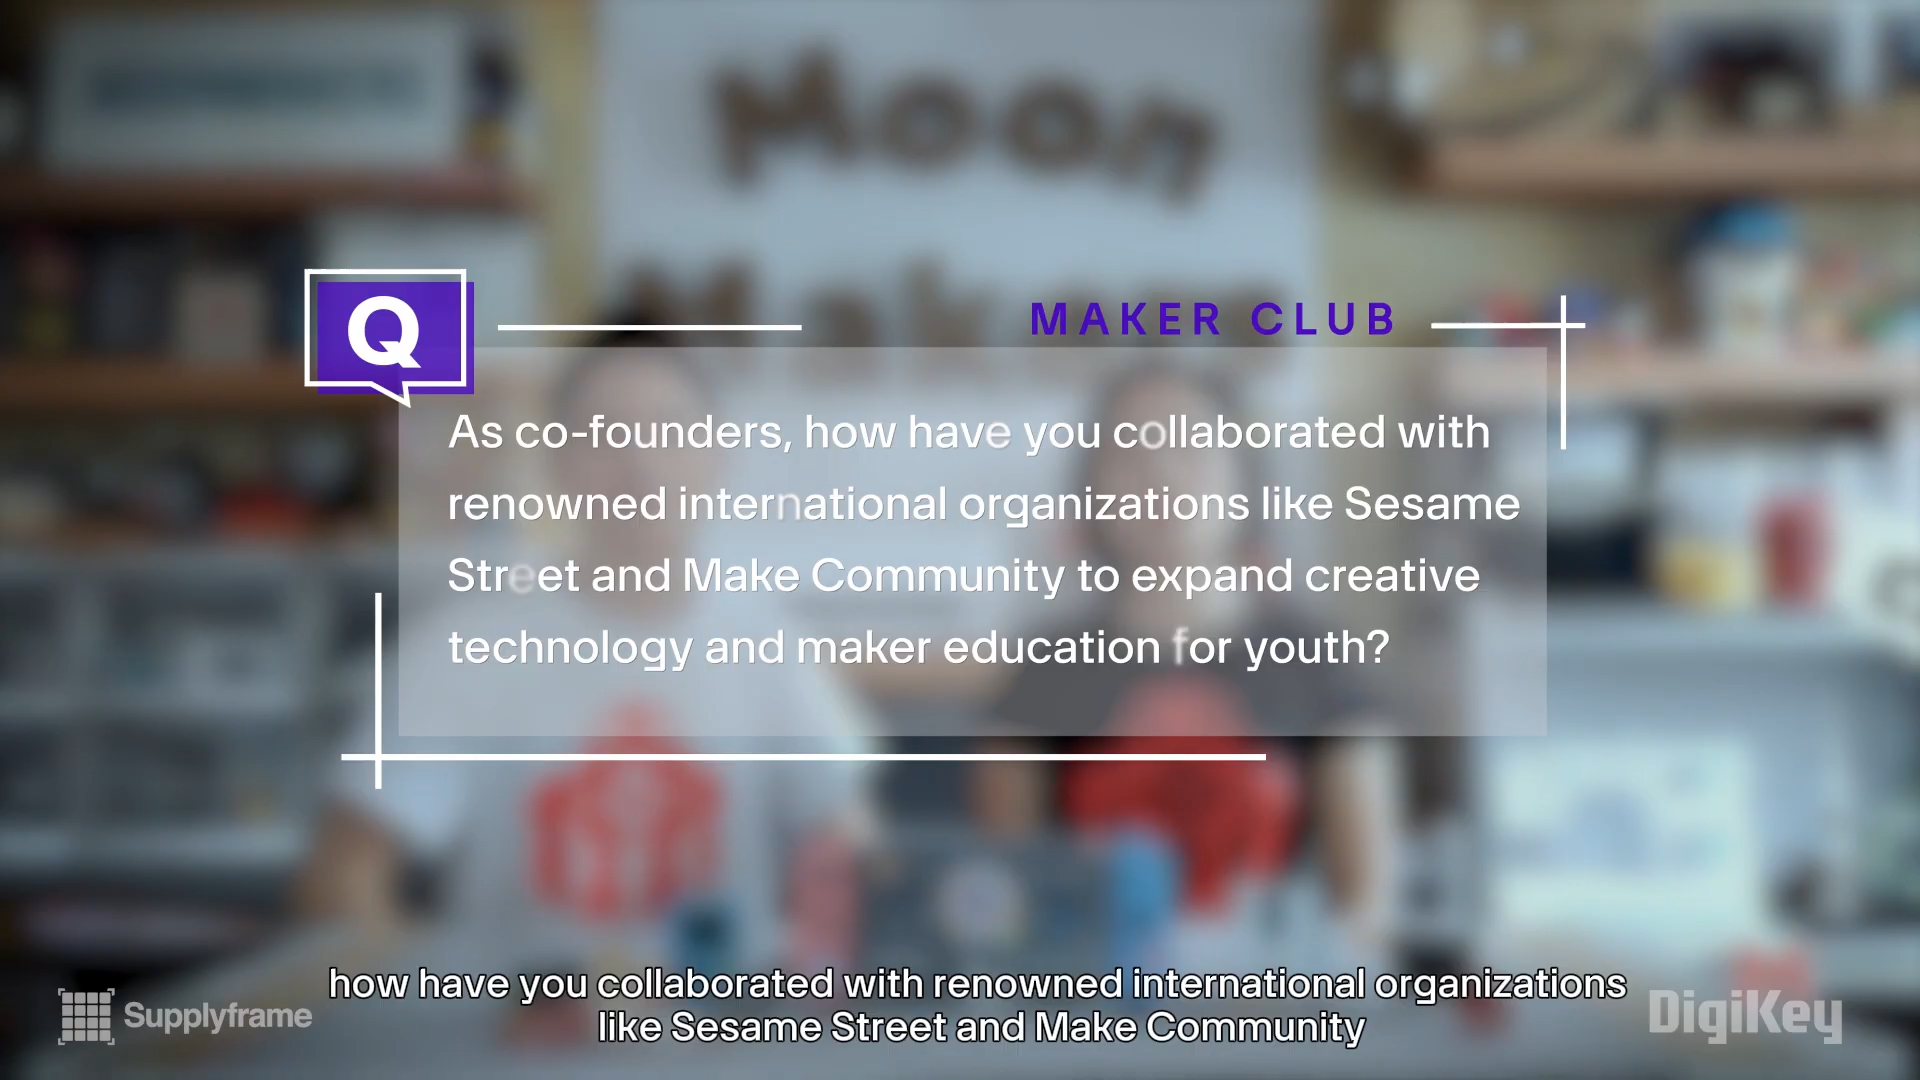 Moon
Maker
Q
MAKER CLUB
As co-founders, how have you collaborated with
renowned international organizations like Sesame
Street and Make Community to expand creative
technology and maker education for youth?
how have you collaborated with renowned international organizations
like Sesame Street and Make Community
Supplyframe
DigiKey